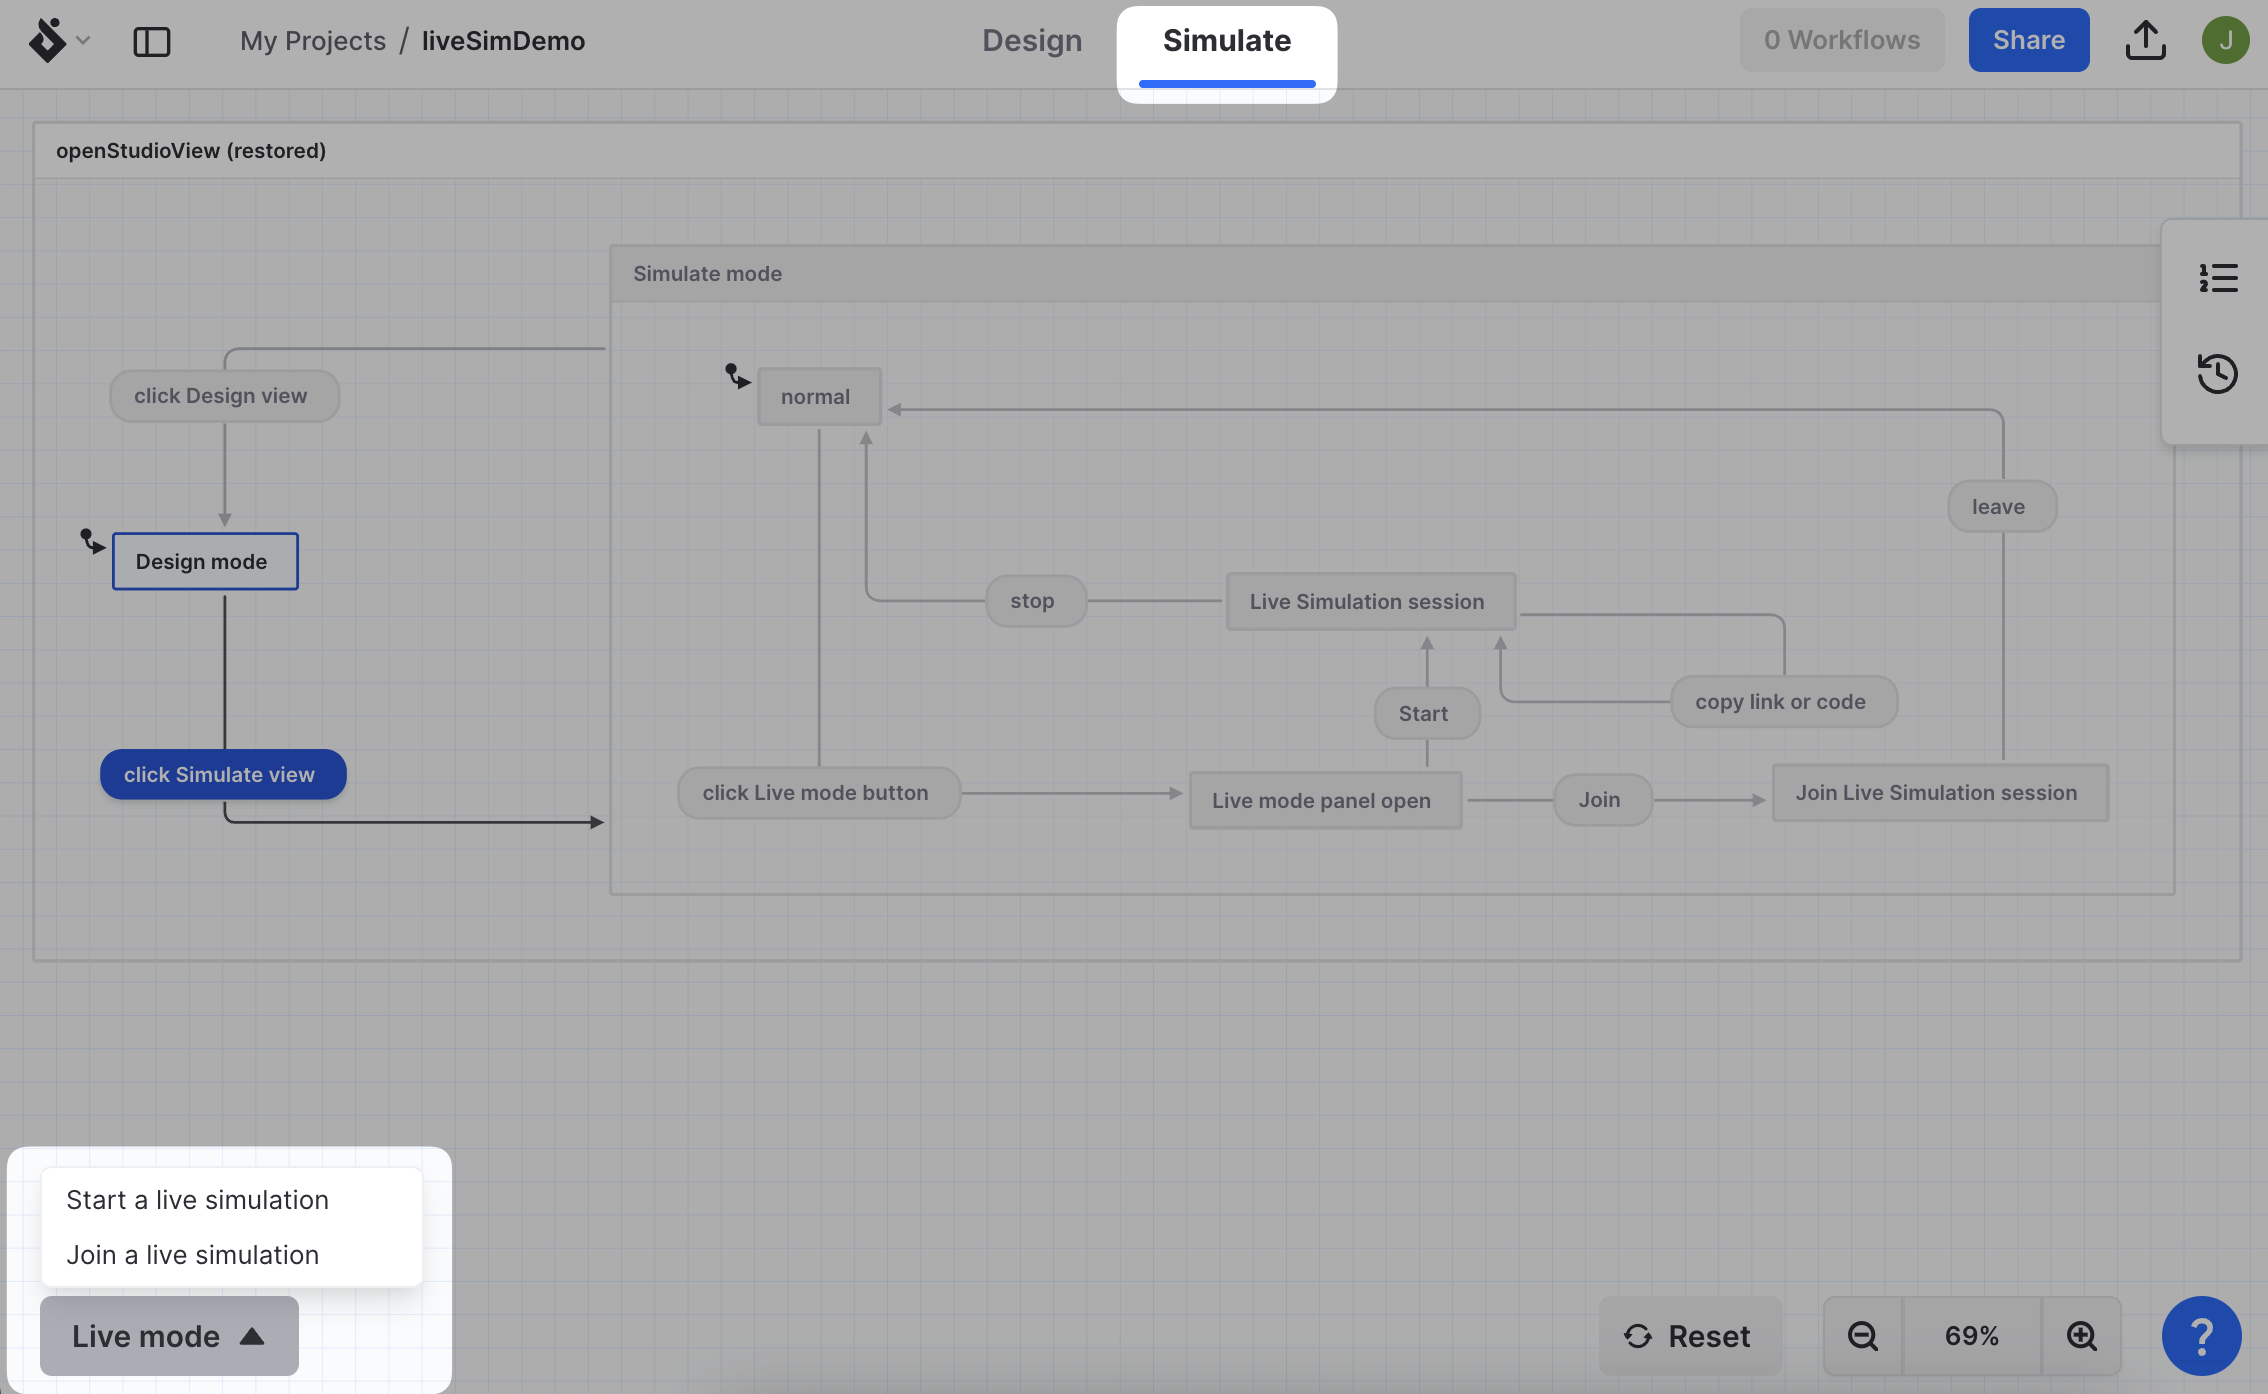 My Projects / liveSimDemo
Design
Simulate
0 Workflows
Share
J
openStudioView (restored)
Simulate mode
click Design view
normal
leave
Design mode
stop
Live Simulation session
Start
copy link or code
click Simulate view
click Live mode button
Live mode panel open
Join
Join Live Simulation session
Start a live simulation
Join a live simulation
Live mode
Reset
69%
?